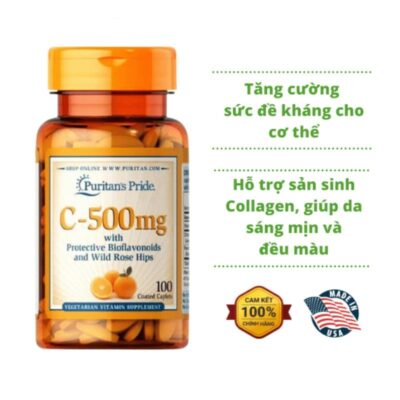 Tăng cường
sức đề kháng cho
cơ thể
Hỗ trợ sản sinh
Collagen, giúp da
sáng mịn và
đều màu
SHOP ONLINE WWW.PURITAN.COM
Puritan's Pride
C-500mg
with
Protective Bioflavonoids
and Wild Rose Hips
100
Coated Caplets
VEGETARIAN VITAMIN SUPPLEMENT
CAM KẾT
100%
CHÍNH HÃNG
MADE IN
USA